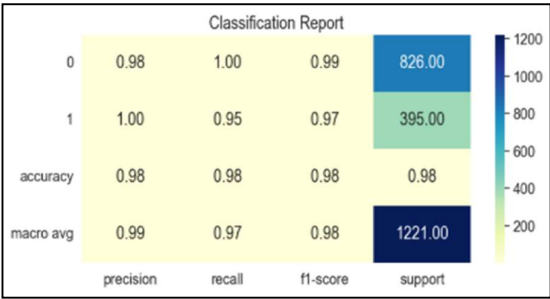 Classification Report
0 0.98 1.00 0.99 826.00
1 1.00 0.95 0.97 395.00
accuracy 0.98 0.98 0.98 0.98
macro avg 0.99 0.97 0.98 1221.00
precision recall f1-score support
1200
1000
800
600
400
200